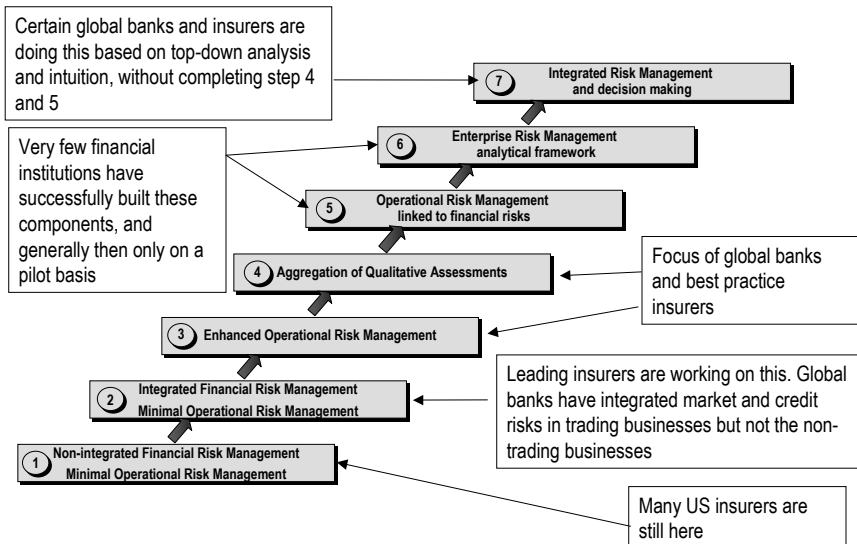 Certain global banks and insurers are
doing this based on top-down analysis
and intuition, without completing step 4
and 5
7
Integrated Risk Management
and decision making
Very few financial
institutions have
successfully built these
components, and
generally then only on a
pilot basis
6
Enterprise Risk Management
analytical framework
5
Operational Risk Management
linked to financial risks
4
Aggregation of Qualitative Assessments
Focus of global banks
and best practice
insurers
3
Enhanced Operational Risk Management
2
Integrated Financial Risk Management
Minimal Operational Risk Management
Leading insurers are working on this. Global
banks have integrated market and credit
risks in trading businesses but not the non-
trading businesses
1
Non-integrated Financial Risk Management
Minimal Operational Risk Management
Many US insurers are
still here